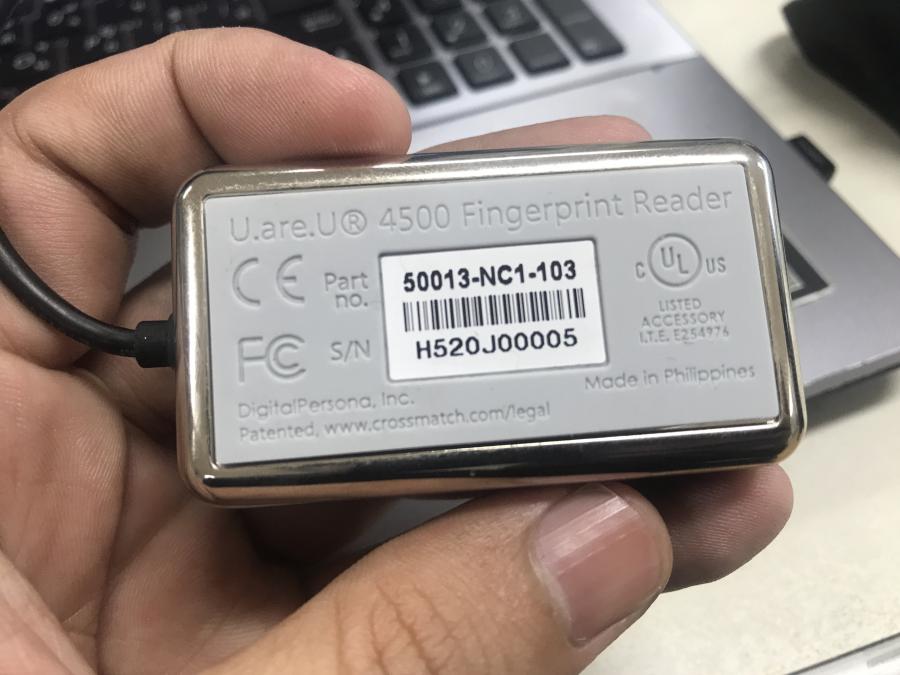 U.are.U® 4500 Fingerprint Reader
CE
Part no.
50013-NC1-103
C UL US
LISTED
ACCESSORY
I.T.E. E254976
FC
S/N
H520J00005
Made in Philippines
DigitalPersona, Inc.
Patented, www.crossmatch.com/legal